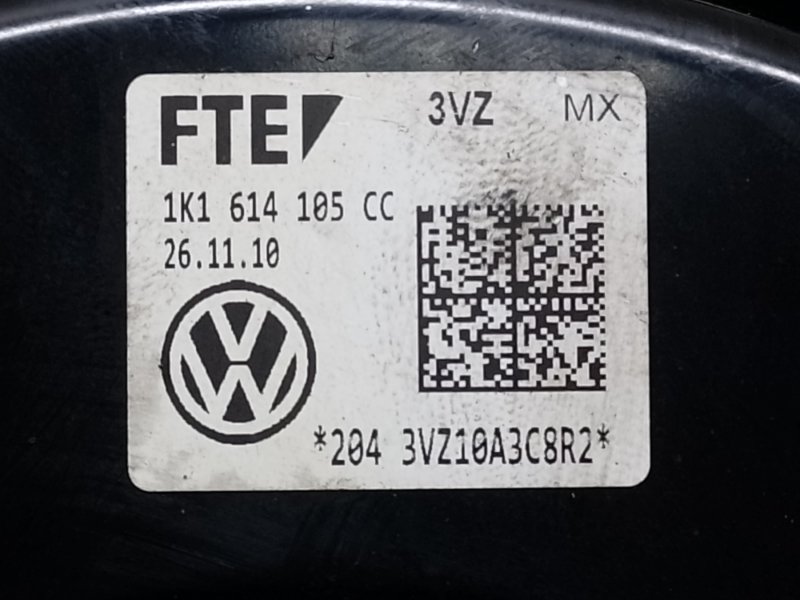 FTE 3VZ MX
1K1 614 105 CC
26.11.10
*204 3VZ10A3C8R2*